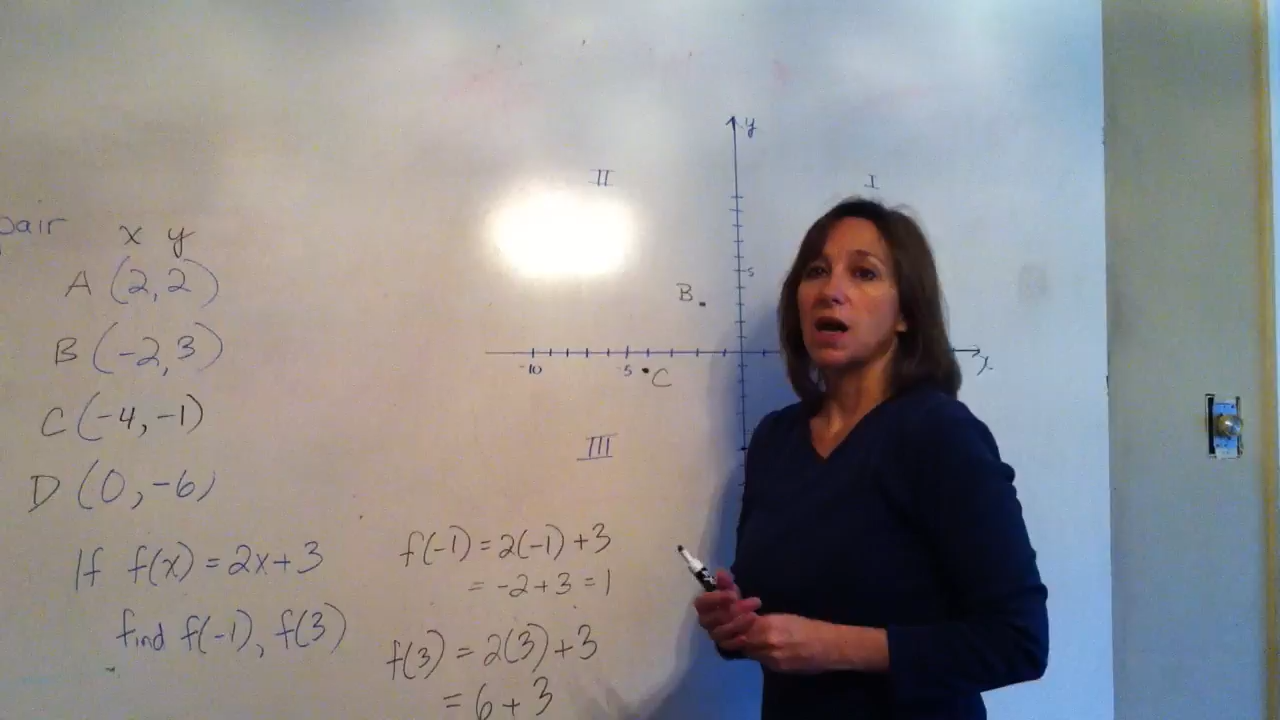 pair
x y
A (2, 2)
B (-2, 3)
C (-4, -1)
D (0, -6)
If f(x) = 2x+3
find f(-1), f(3)
f(-1) = 2(-1) +3
= -2+3 = 1
f(3) = 2(3)+3
= 6 + 3
y
II
I
5
B
-10
-5
C
x
III